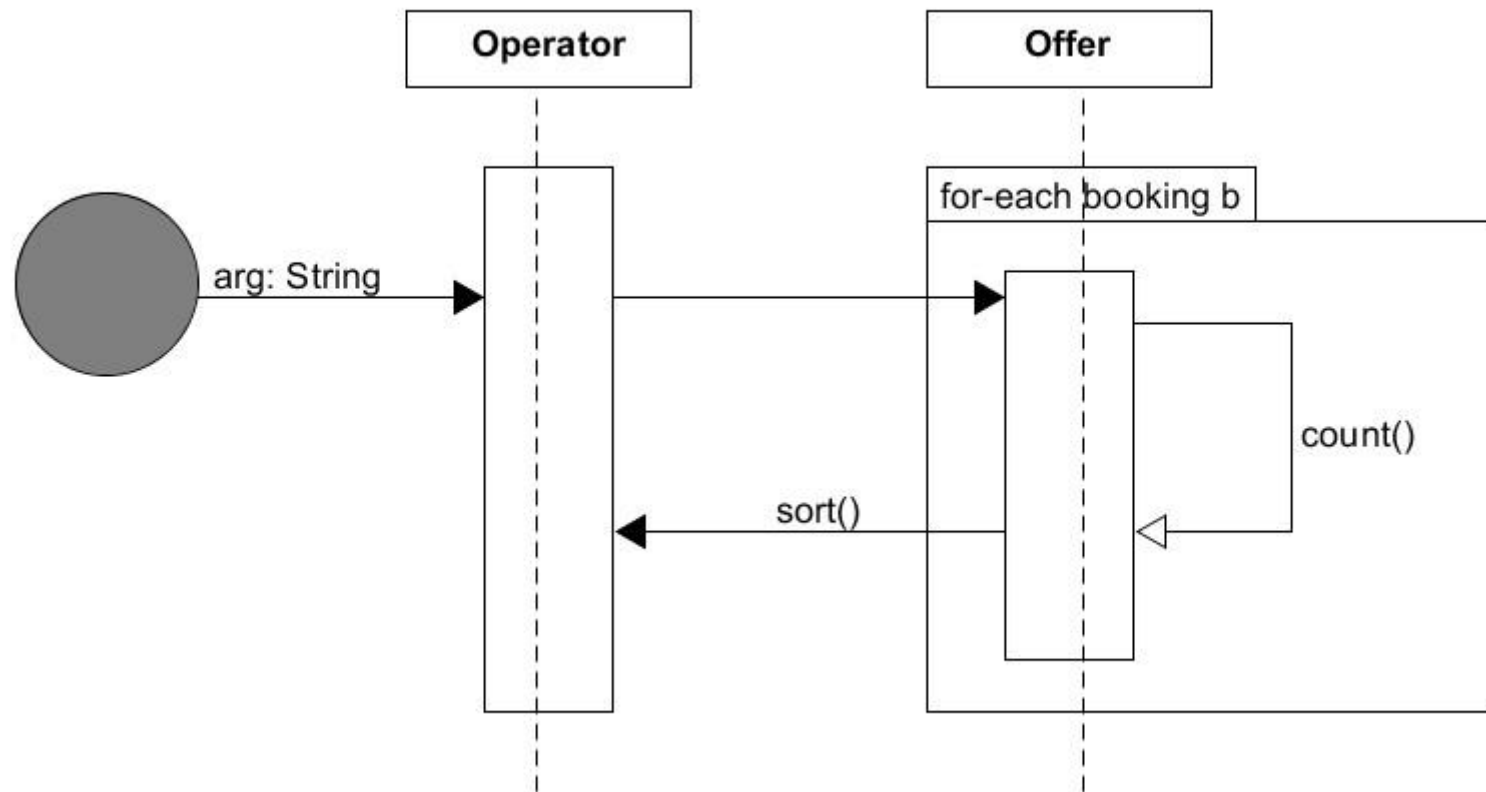 Operator
Offer
for-each booking b
arg: String
count()
sort()